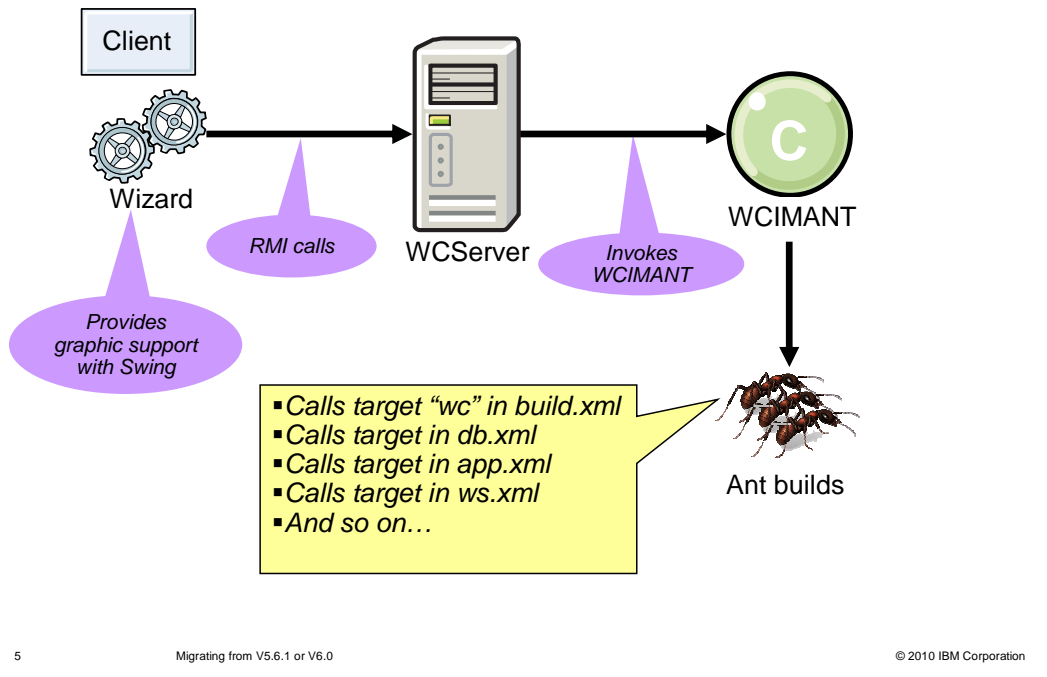 Client
Wizard
RMI calls
WCServer
Invokes
WCIMANT
C
WCIMANT
Provides
graphic support
with Swing
▪Calls target “wc” in build.xml
▪Calls target in db.xml
▪Calls target in app.xml
▪Calls target in ws.xml
▪And so on…
Ant builds
5
Migrating from V5.6.1 or V6.0
© 2010 IBM Corporation